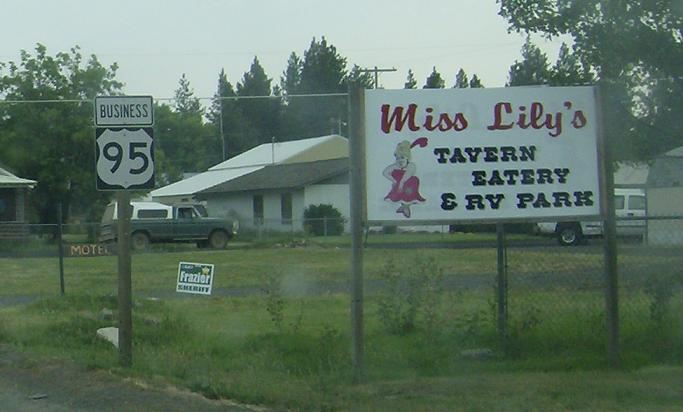 BUSINESS
95
Miss Lily's
TAVERN
EATERY
& RV PARK
MOTEL
Frazier
SHERIFF